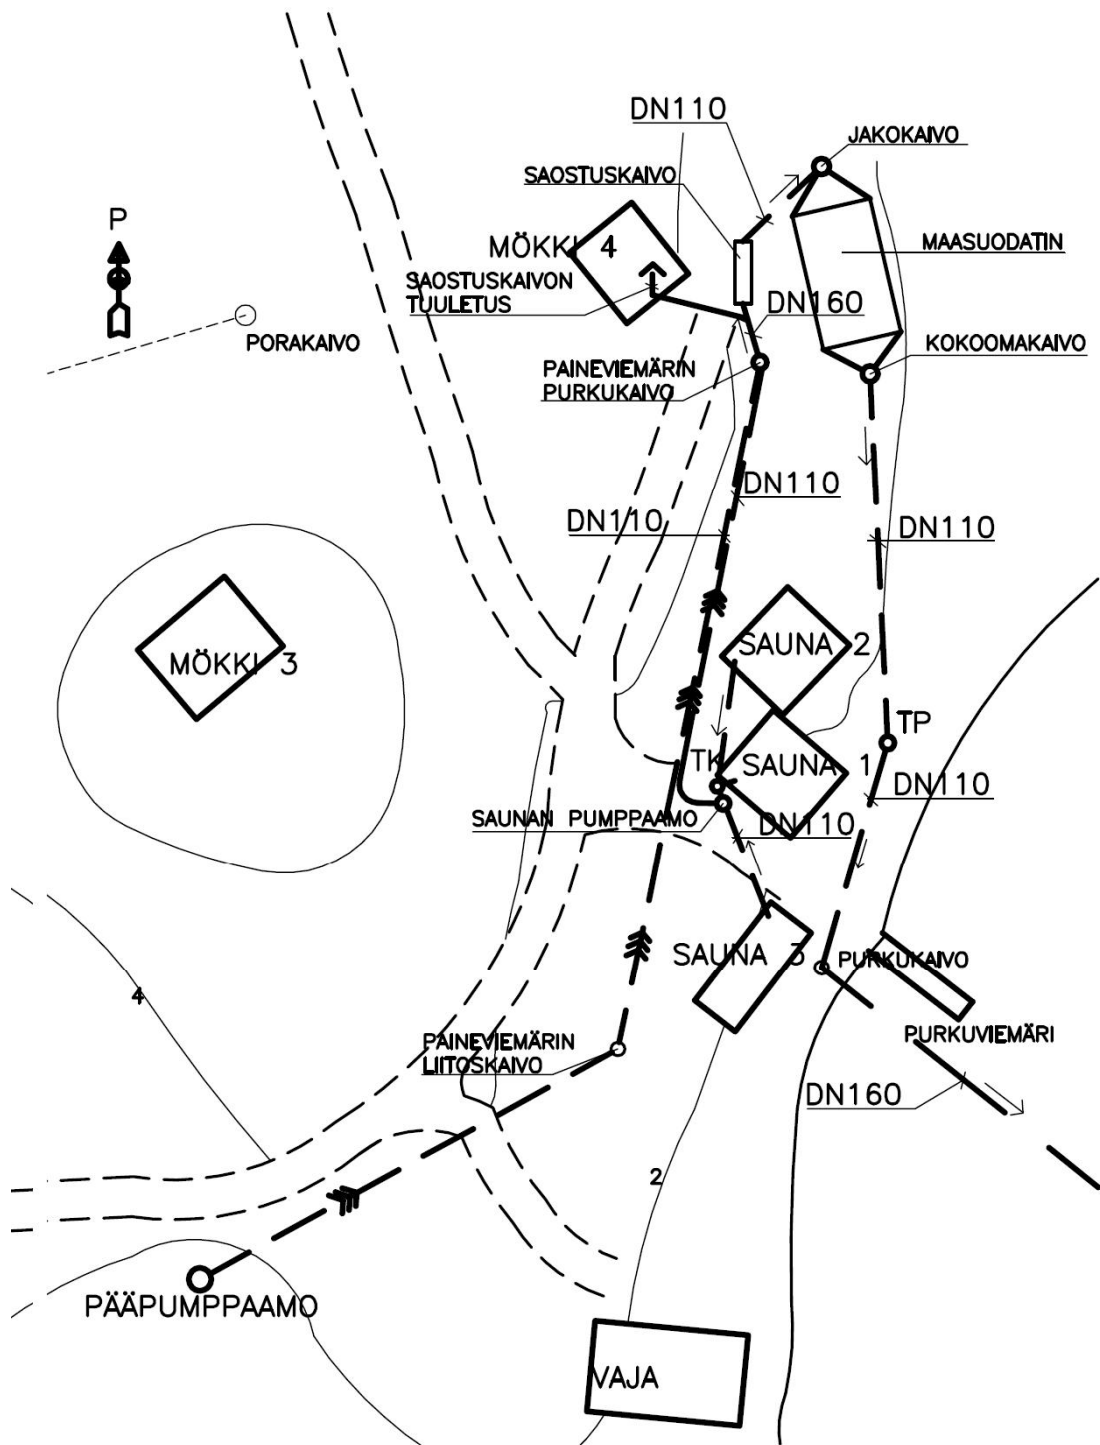 DN110
JAKOKAIVO
SAOSTUSKAIVO
P
MÖKKI 4
MAASUODATIN
SAOSTUSKAIVON
TUULETUS
DN160
PORAKAIVO
KOKOOMAKAIVO
PAINEVIEMÄRIN
PURKUKAIVO
DN110
DN110
DN110
SAUNA 2
MÖKKI 3
TP
TK
SAUNA 1
DN110
SAUNAN PUMPPAAMO
DN110
SAUNA 3
PURKUKAIVO
4
PAINEVIEMÄRIN
LIITOSKAIVO
PURKUVIEMÄRI
DN160
2
PÄÄPUMPPAAMO
VAJA